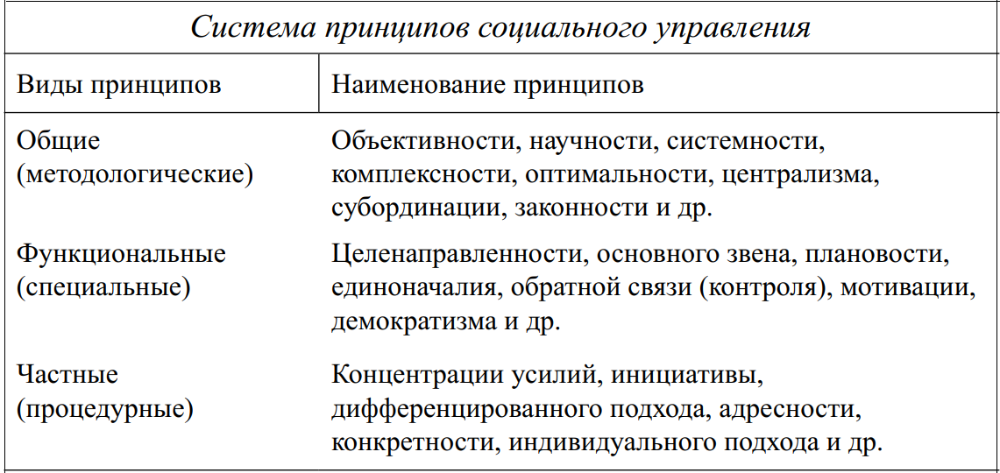 Система принципов социального управления
Виды принципов
Наименование принципов
Общие
(методологические)
Объективности, научности, системности,
комплексности, оптимальности, централизма,
субординации, законности и др.
Функциональные
(специальные)
Целенаправленности, основного звена, плановости,
единоначалия, обратной связи (контроля), мотивации,
демократизма и др.
Частные
(процедурные)
Концентрации усилий, инициативы,
дифференцированного подхода, адресности,
конкретности, индивидуального подхода и др.